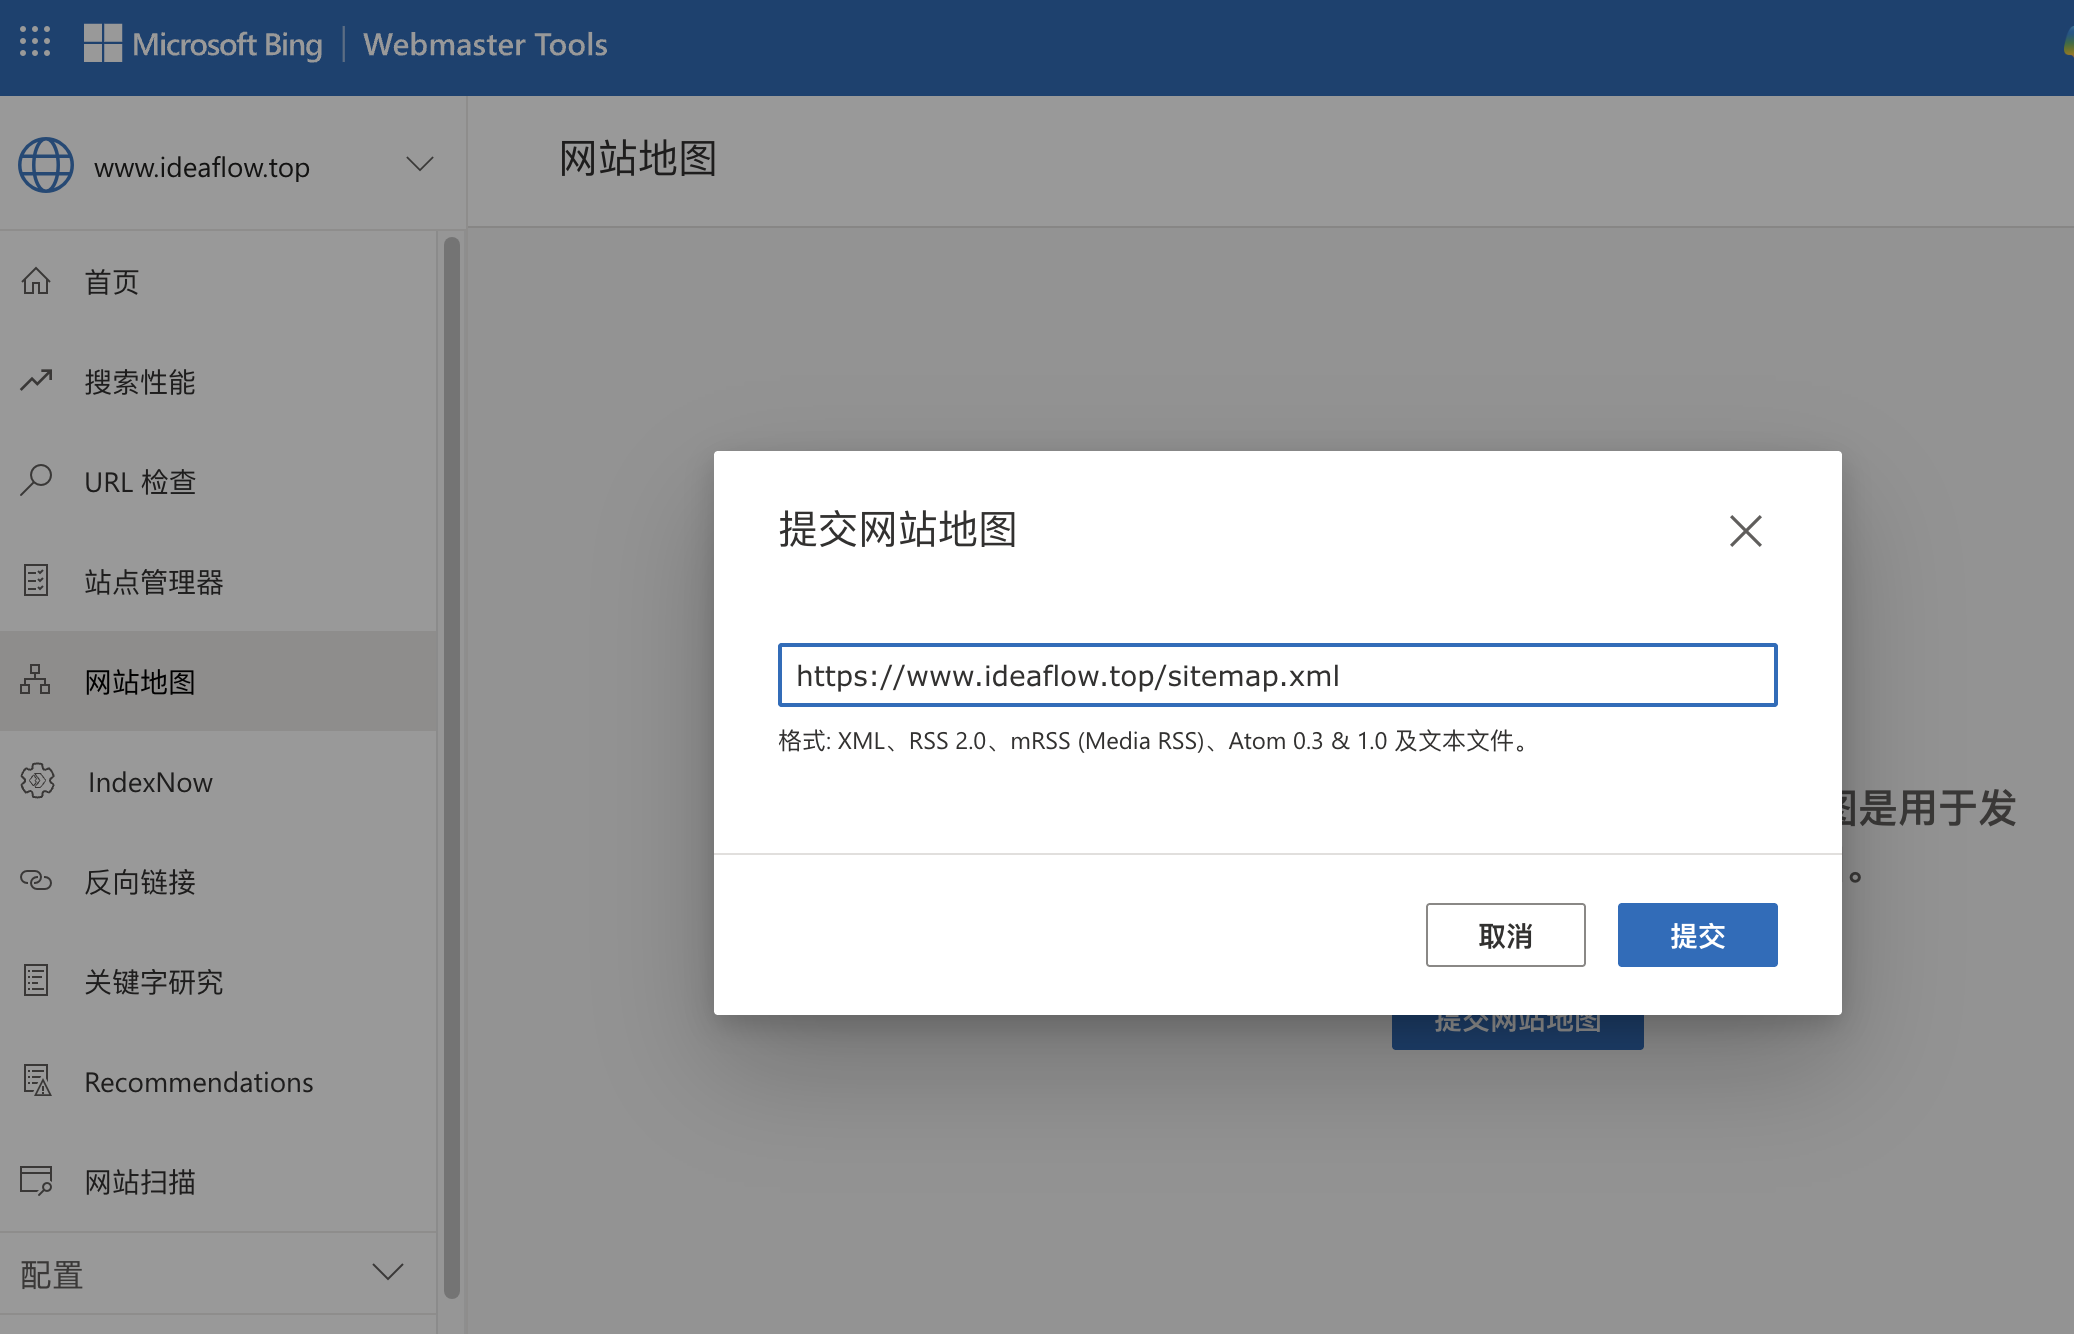 Microsoft Bing | Webmaster Tools
www.ideaflow.top
首页
搜索性能
URL 检查
站点管理器
网站地图
IndexNow
反向链接
关键字研究
Recommendations
网站扫描
配置
网站地图
提交网站地图
https://www.ideaflow.top/sitemap.xml
格式: XML、RSS 2.0、mRSS (Media RSS)、Atom 0.3 & 1.0 及文本文件。
取消
提交
图是用于发
。
提交网站地图